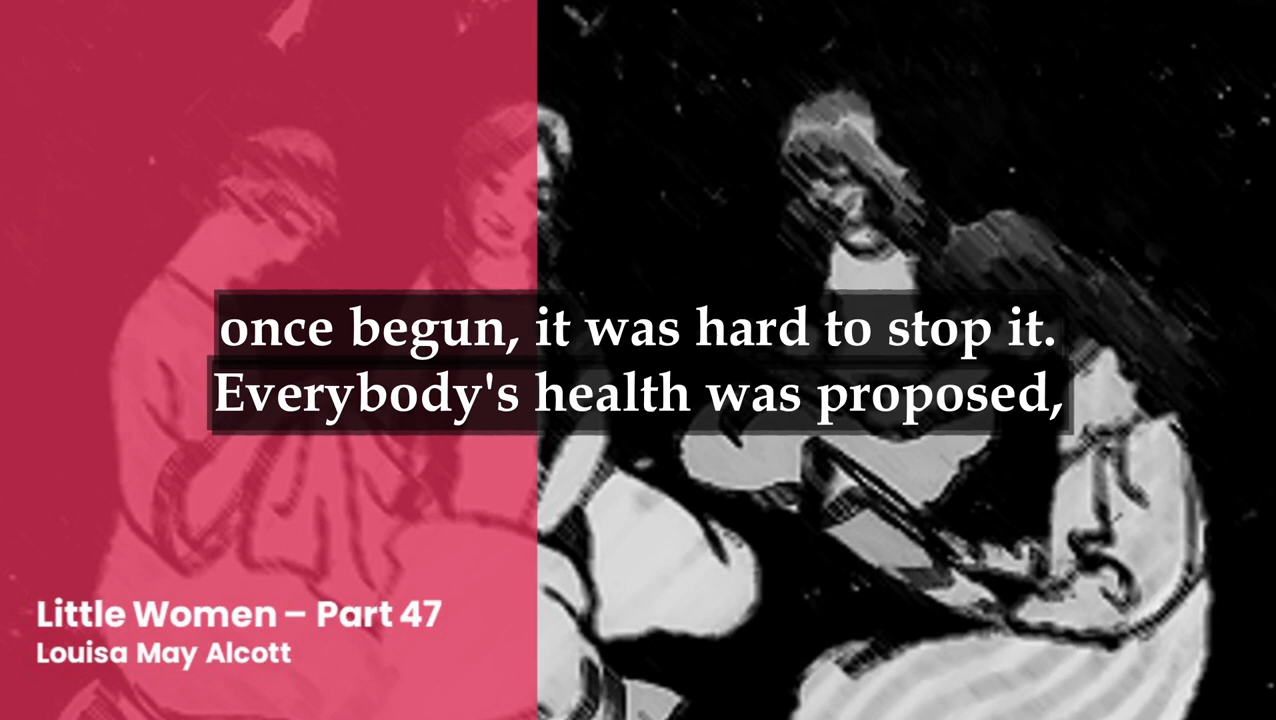 once begun, it was hard to stop it.
Everybody's health was proposed,
Little Women – Part 47
Louisa May Alcott